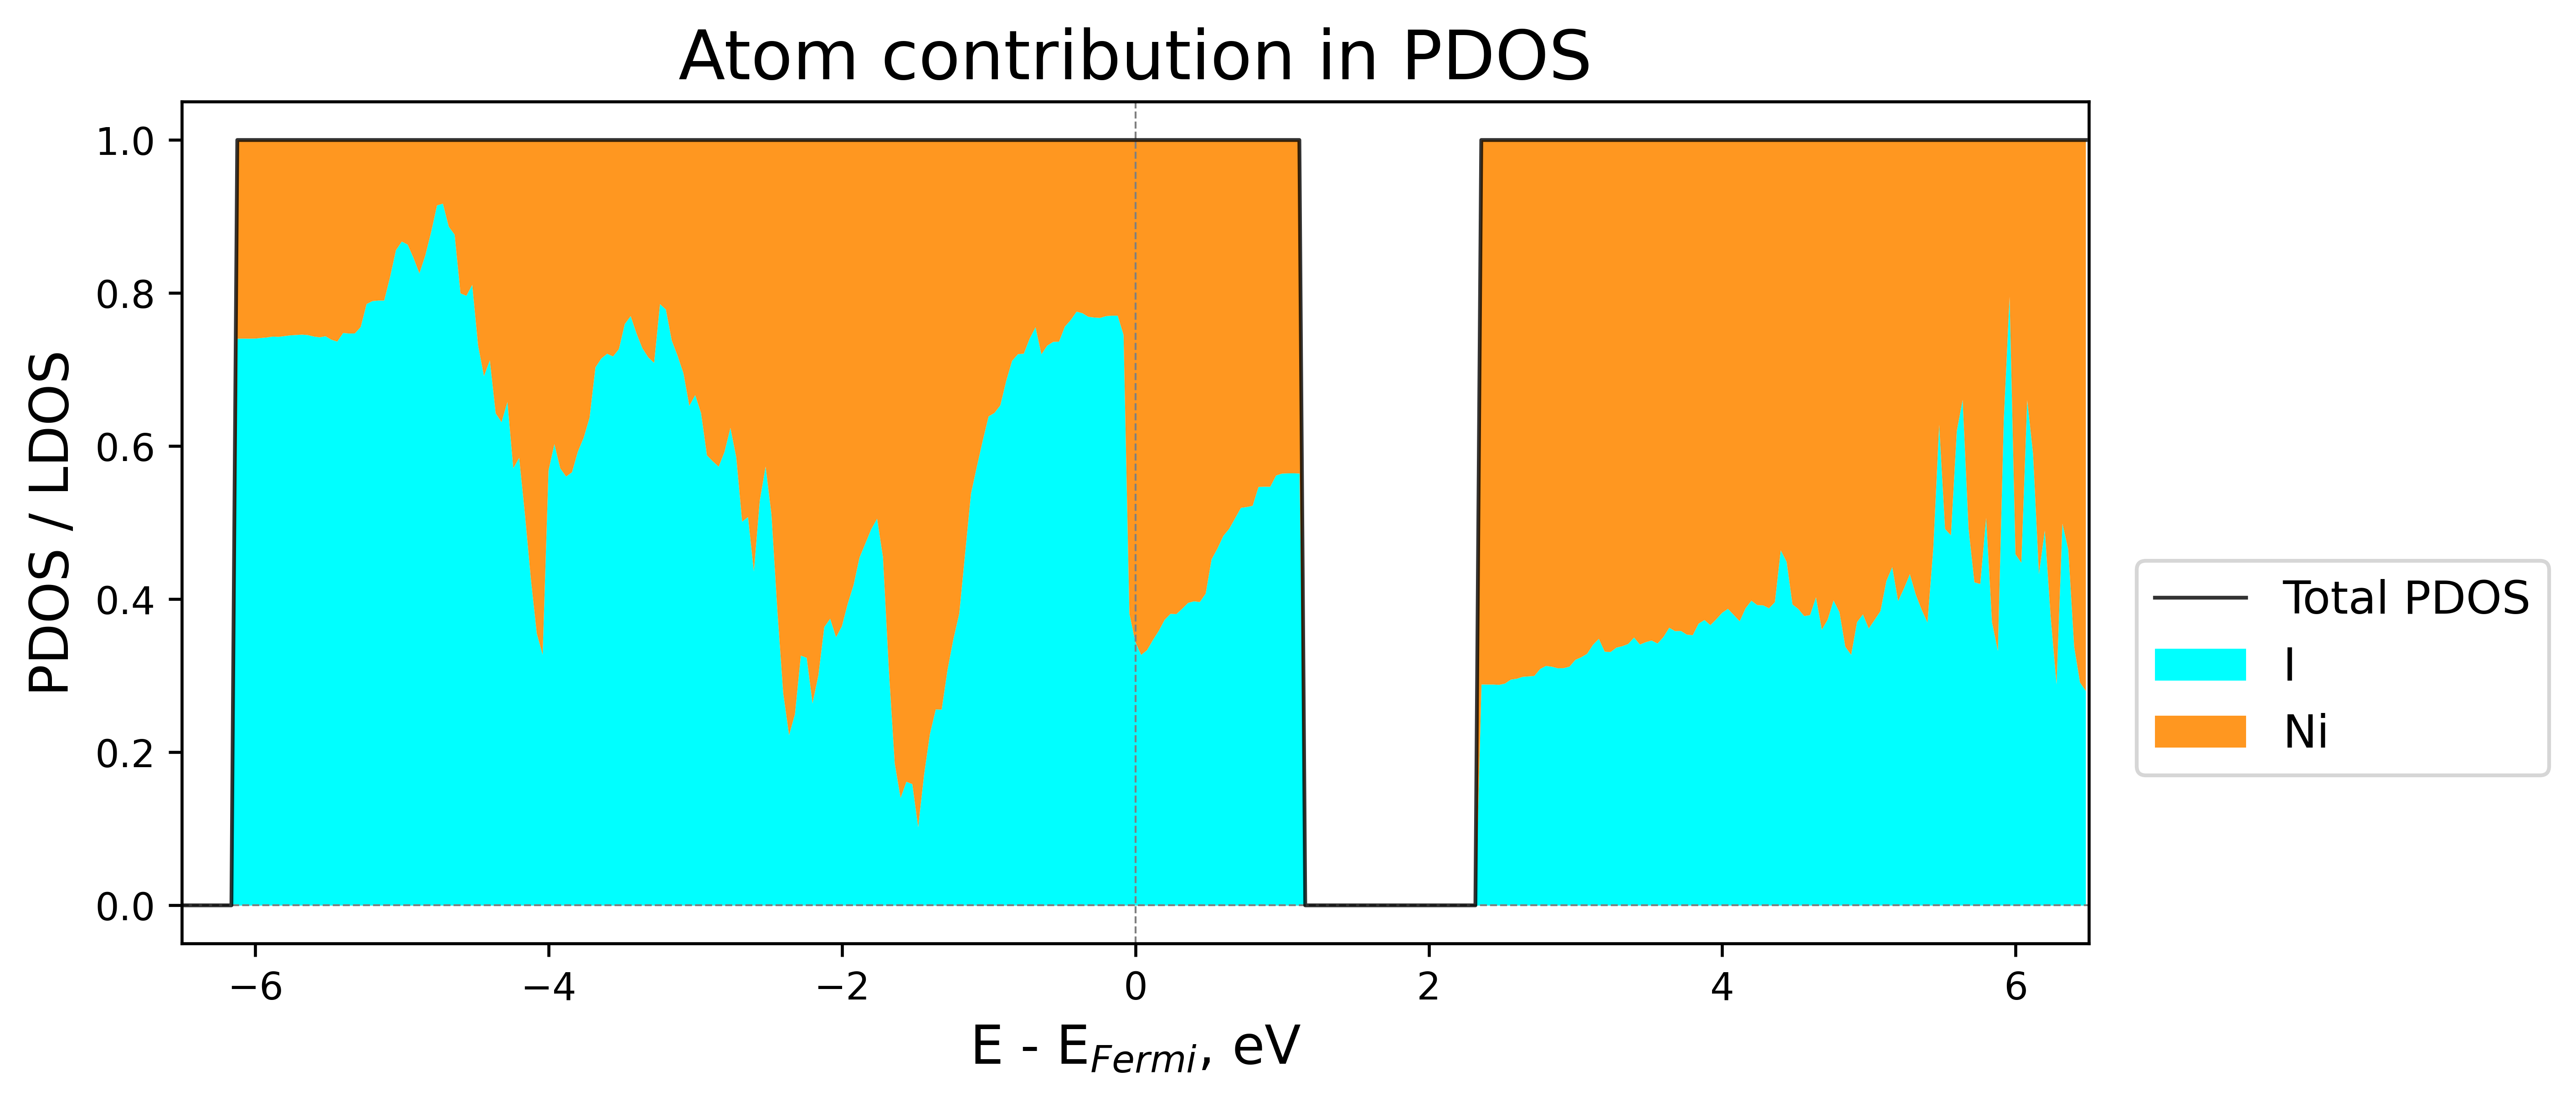 Atom contribution in PDOS
PDOS / LDOS
1.0
0.8
0.6
0.4
0.2
0.0
−6
−4
−2
0
2
4
6
E - E_Fermi, eV
Total PDOS
I
Ni